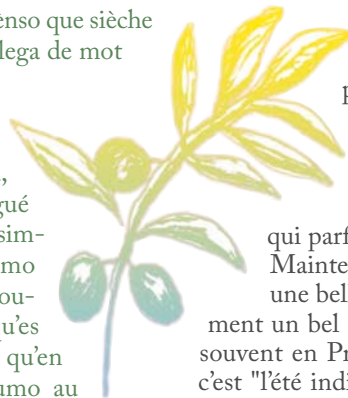 ènso que sièche
lega de mot
gué
sim-
mo
ou-
u'es
qu'en
umo au
qui parf
Mainte
une bel
ment un bel
souvent en Pr
c'est "l'été indi